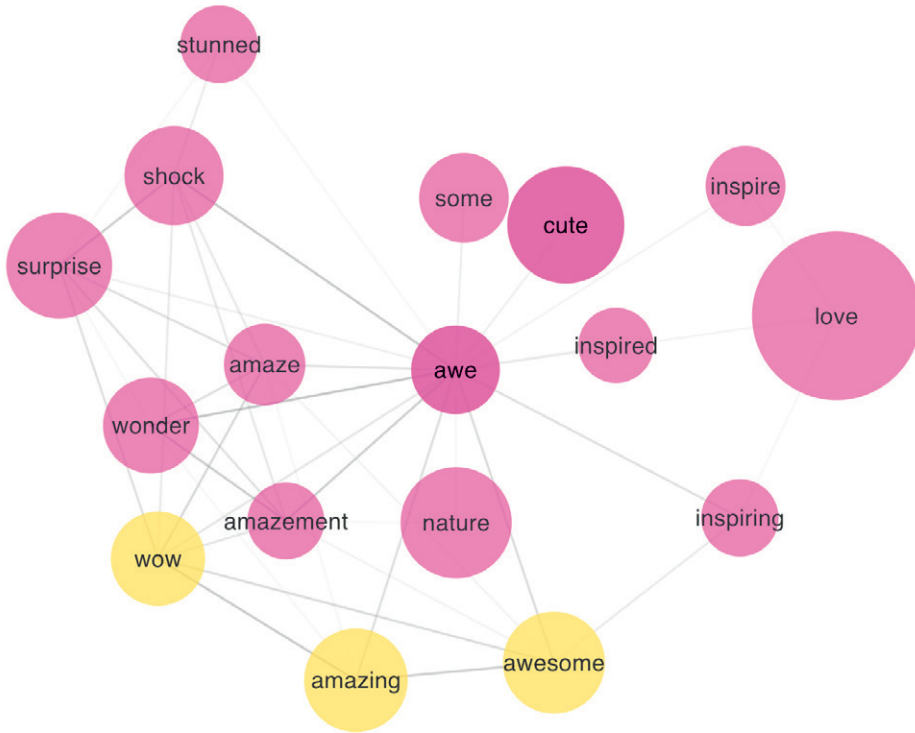 stunned
shock
some
inspire
cute
surprise
love
inspired
amaze
awe
wonder
amazement
nature
inspiring
wow
awesome
amazing